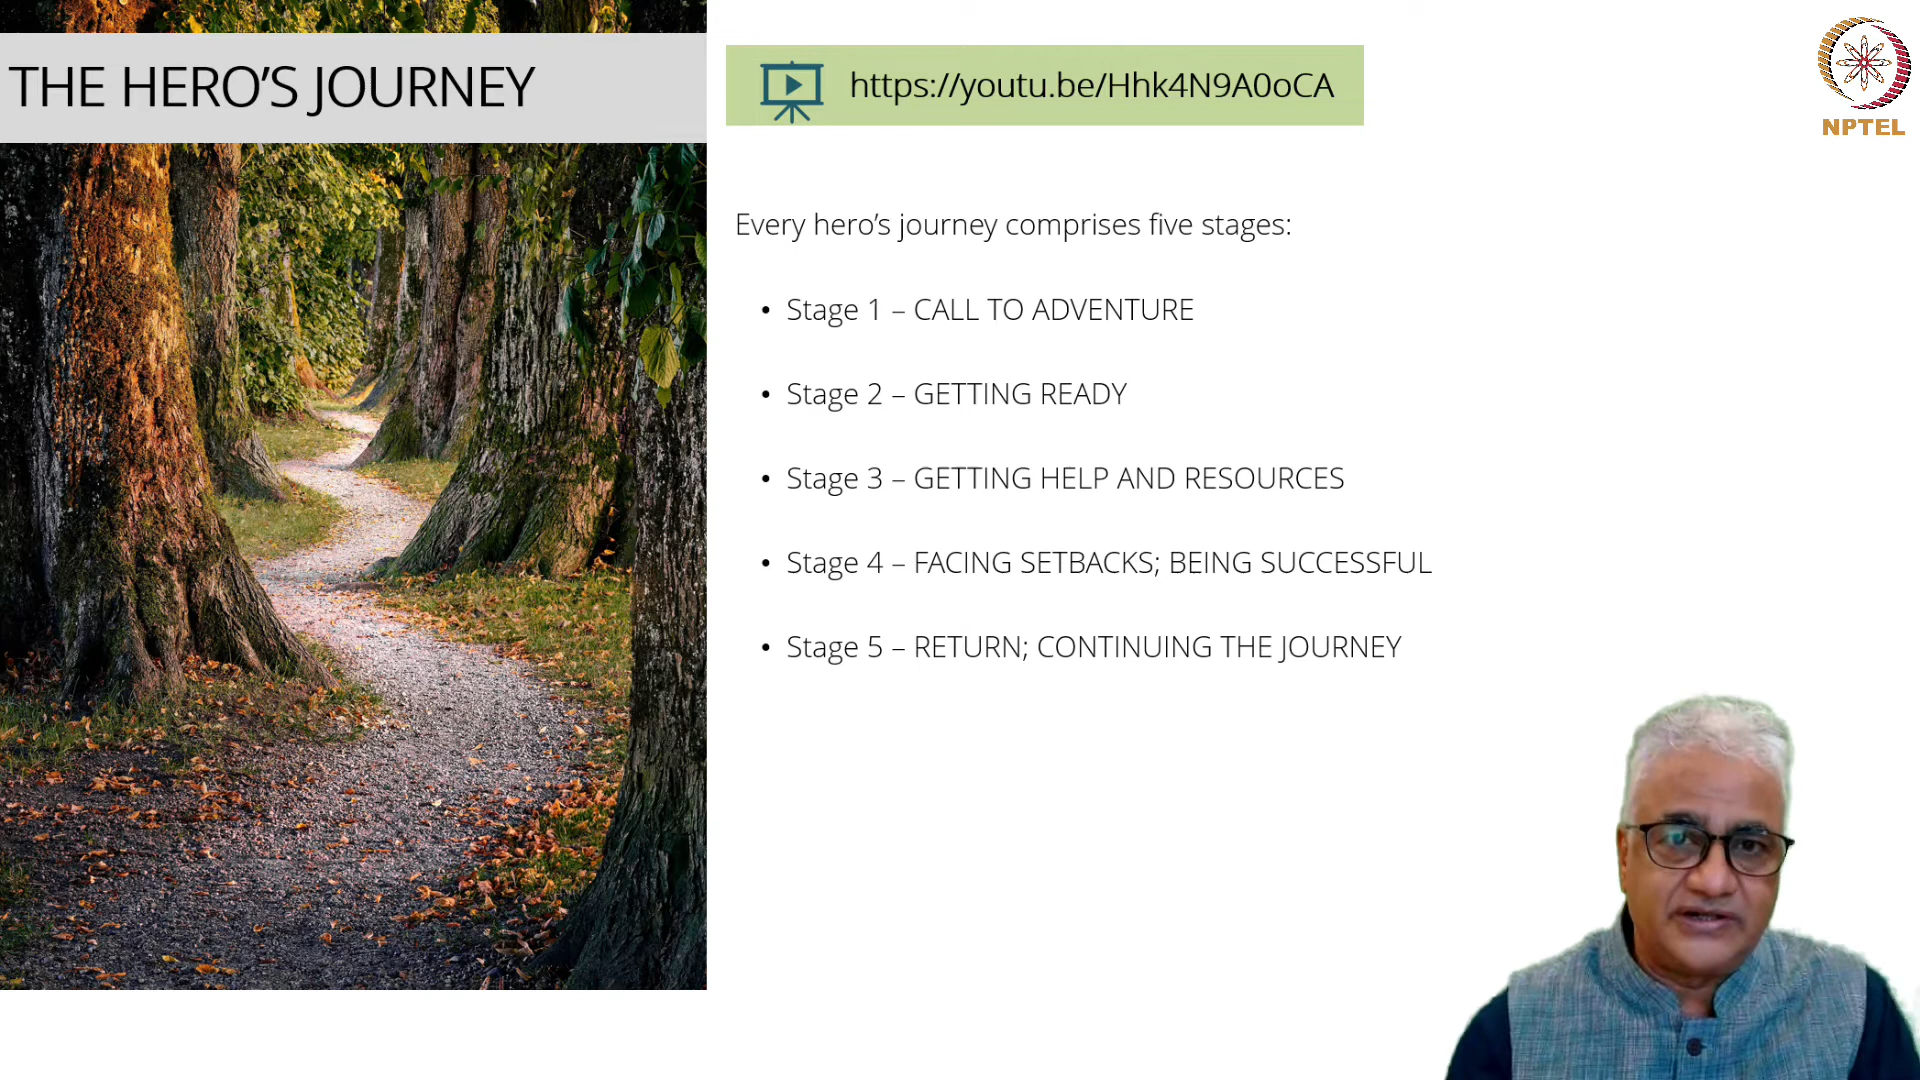 THE HERO’S JOURNEY
https://youtu.be/Hhk4N9A0oCA
NPTEL
Every hero’s journey comprises five stages:
• Stage 1 – CALL TO ADVENTURE
• Stage 2 – GETTING READY
• Stage 3 – GETTING HELP AND RESOURCES
• Stage 4 – FACING SETBACKS; BEING SUCCESSFUL
• Stage 5 – RETURN; CONTINUING THE JOURNEY